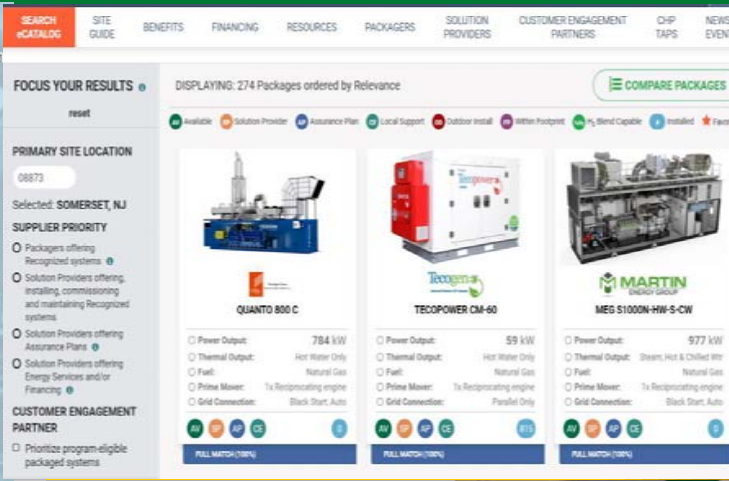 SEARCH
eCATALOG
SITE
GUIDE
BENEFITS
FINANCING
RESOURCES
PACKAGERS
SOLUTION
PROVIDERS
CUSTOMER ENGAGEMENT
PARTNERS
CHP
TAPS
NEWS
EVENT
FOCUS YOUR RESULTS
reset
DISPLAYING: 274 Packages ordered by Relevance
COMPARE PACKAGES
AV Available SP Solution Provider AP Assurance Plan CE Local Support OD Outdoor Install FP Within Footprint H2 Blend Capable # Installed Favor
PRIMARY SITE LOCATION
08873
Selected: SOMERSET, NJ
SUPPLIER PRIORITY
Packagers offering
Recognized systems
Solution Providers offering,
installing, commissioning
and maintaining Recognized
systems
Solution Providers offering
Assurance Plans
Solution Providers offering
Energy Services and/or
Financing
CUSTOMER ENGAGEMENT
PARTNER
Prioritize program-eligible
packaged systems
QUANTO 800 C
Power Output: 784 kW
Thermal Output: Hot Water Only
Fuel: Natural Gas
Prime Mover: 1x Reciprocating engine
Grid Connection: Black Start, Auto
AV SP AP CE 0
FULL MATCH (100%)
Tecopower
Tecogen
TECOPOWER CM-60
Power Output: 59 kW
Thermal Output: Hot Water Only
Fuel: Natural Gas
Prime Mover: 1x Reciprocating engine
Grid Connection: Parallel Only
AV SP AP CE 815
FULL MATCH (100%)
MARTIN
ENERGY GROUP
MEG S1000N-HW-S-CW
Power Output: 977 kW
Thermal Output: Steam, Hot & Chilled Wtr
Fuel: Natural Gas
Prime Mover: 1x Reciprocating engine
Grid Connection: Black Start, Auto
AV SP AP CE 0
FULL MATCH (100%)